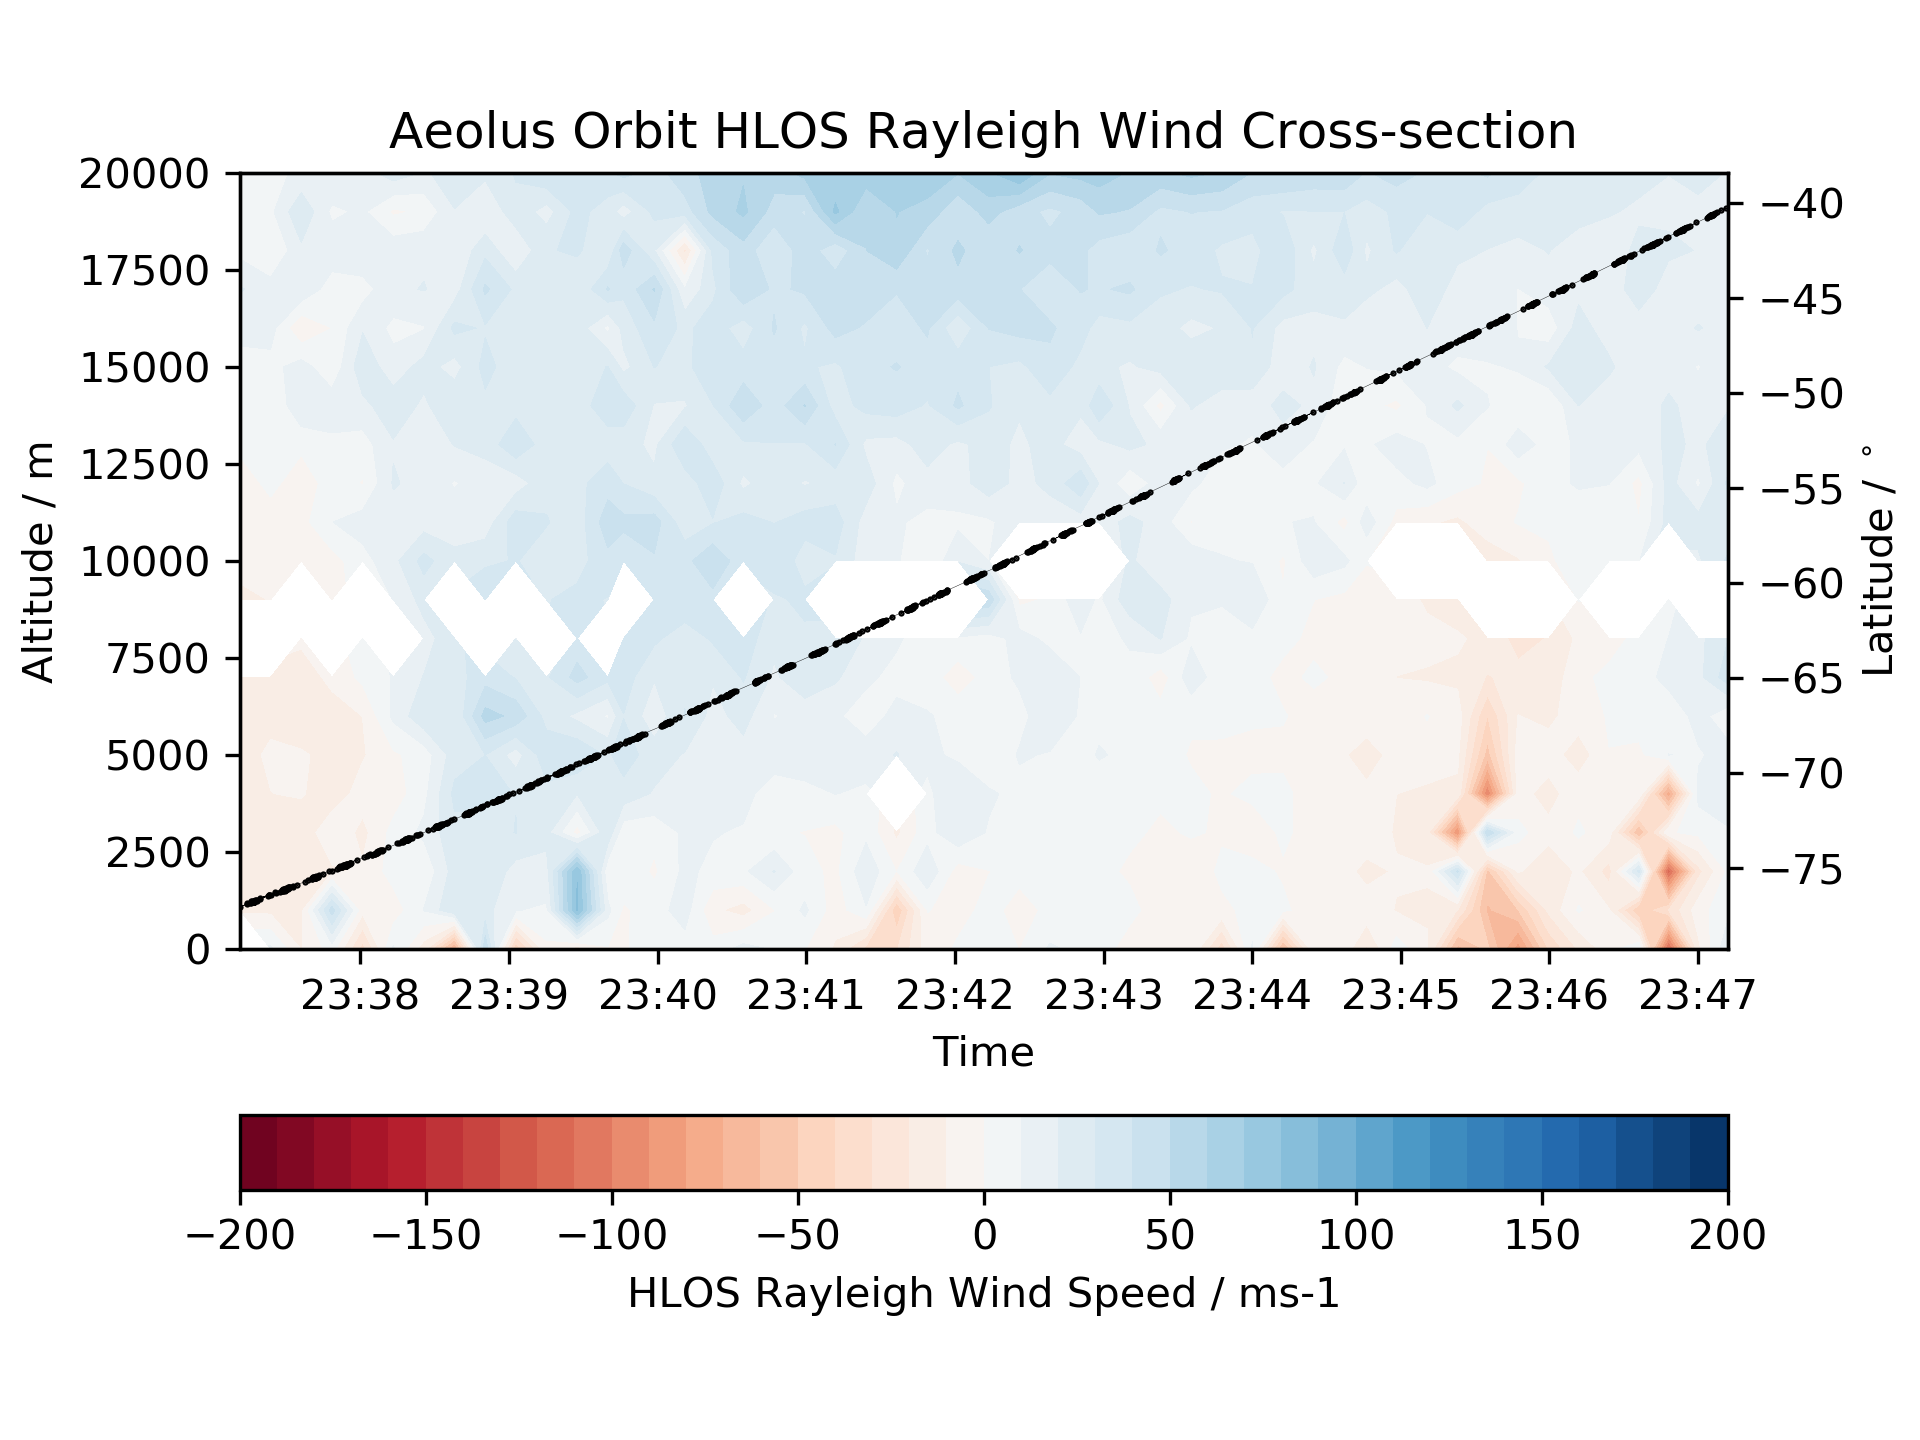 Aeolus Orbit HLOS Rayleigh Wind Cross-section
20000
17500
15000
12500
10000
7500
5000
2500
0
Altitude / m
−40
−45
−50
−55
−60
−65
−70
−75
Latitude / °
23:38 23:39 23:40 23:41 23:42 23:43 23:44 23:45 23:46 23:47
Time
−200 −150 −100 −50 0 50 100 150 200
HLOS Rayleigh Wind Speed / ms-1